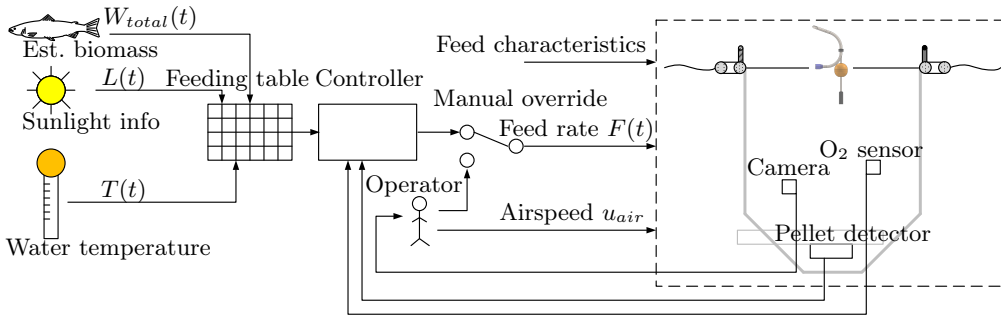 W_total(t)
Est. biomass
L(t)
Sunlight info
T(t)
Water temperature
Feeding table
Controller
Feed characteristics
Manual override
Feed rate F(t)
Operator
Airspeed u_air
Camera
O₂ sensor
Pellet detector